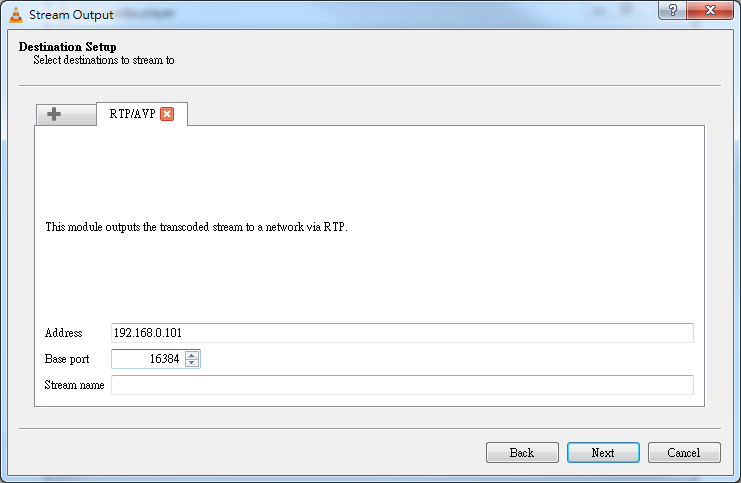 Stream Output
?
Destination Setup
Select destinations to stream to
RTP/AVP
This module outputs the transcoded stream to a network via RTP.
Address 192.168.0.101
Base port 16384
Stream name
Back Next Cancel